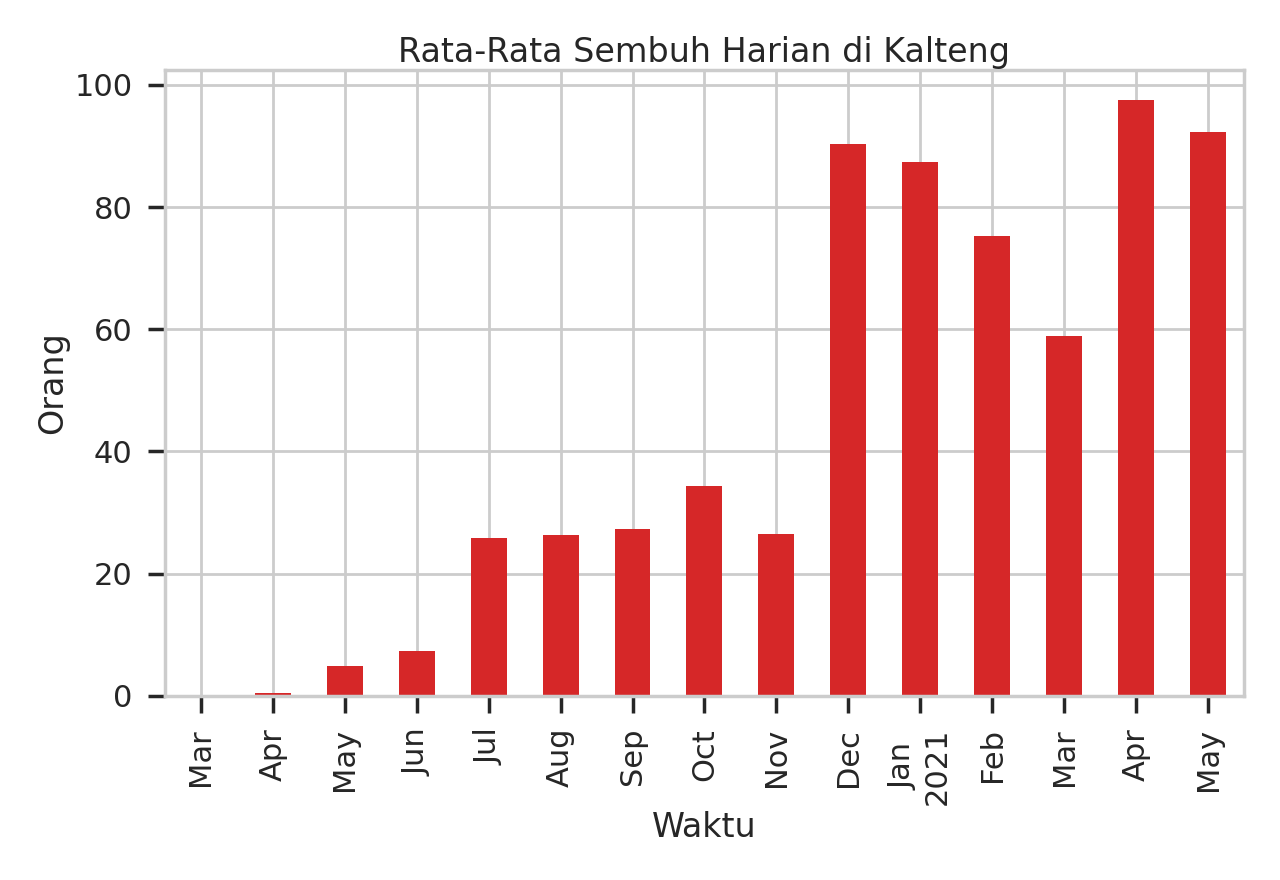 Rata-Rata Sembuh Harian di Kalteng
100
80
60
40
20
0
Orang
Mar
Apr
May
Jun
Jul
Aug
Sep
Oct
Nov
Dec
Jan
2021
Feb
Mar
Apr
May
Waktu